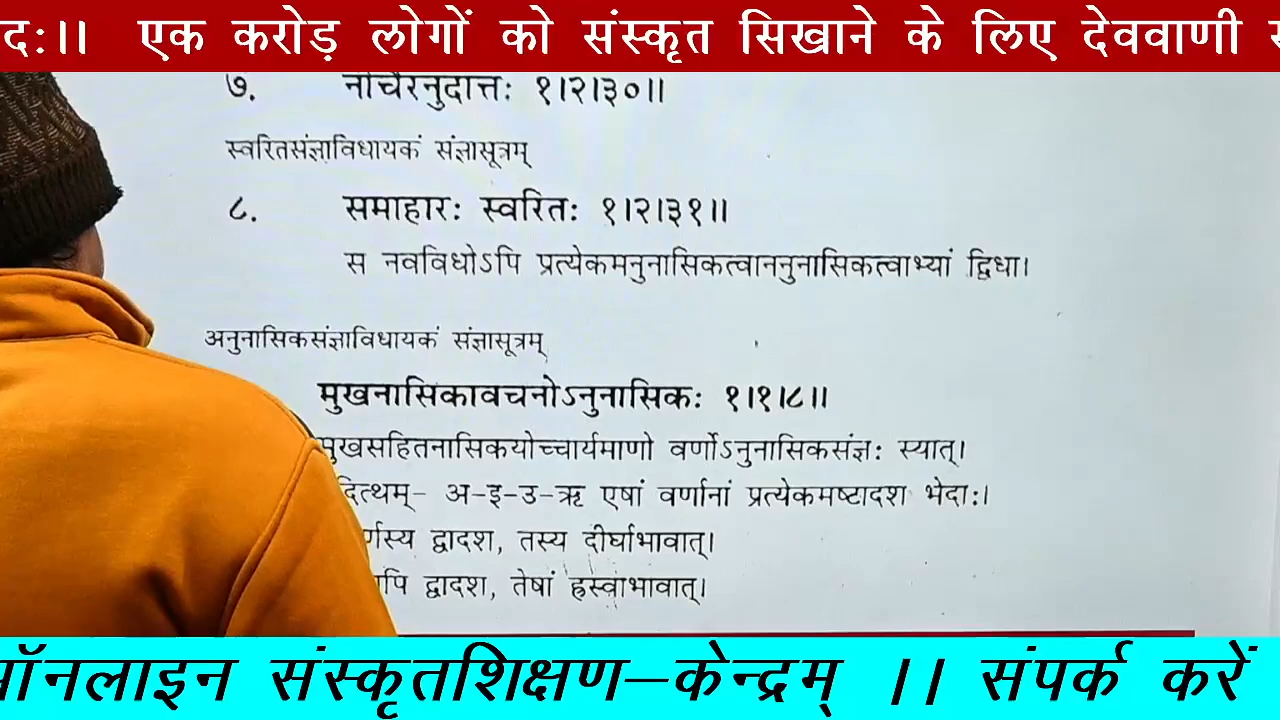 दः।। एक करोड़ लोगों को संस्कृत सिखाने के लिए देववाणी
७. नीचैरनुदात्तः १।२।३०॥
स्वरितसंज्ञाविधायकं संज्ञासूत्रम्
८. समाहारः स्वरितः १।२।३१॥
स नवविधोऽपि प्रत्येकमनुनासिकत्वाननुनासिकत्वाभ्यां द्विधा।
अनुनासिकसंज्ञाविधायकं संज्ञासूत्रम्
मुखनासिकावचनोऽनुनासिकः १।१।८॥
मुखसहितनासिकयोच्चार्यमाणो वर्णोऽनुनासिकसंज्ञः स्यात्।
दित्थम्- अ-इ-उ-ऋ एषां वर्णानां प्रत्येकमष्टादश भेदाः।
र्णस्य द्वादश, तस्य दीर्घाभावात्।
पि द्वादश, तेषां ह्रस्वाभावात्।
ऑनलाइन संस्कृतशिक्षण–केन्द्रम् ।। संपर्क करें